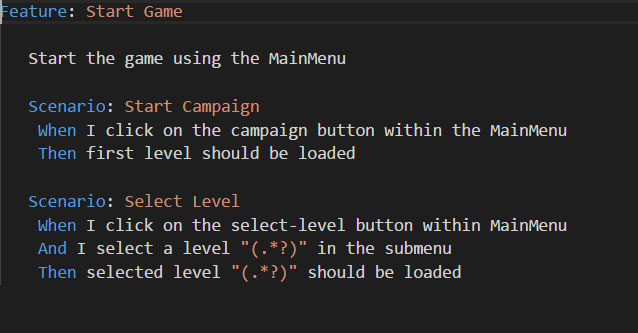 Feature: Start Game
Start the game using the MainMenu
Scenario: Start Campaign
When I click on the campaign button within the MainMenu
Then first level should be loaded
Scenario: Select Level
When I click on the select-level button within MainMenu
And I select a level "(.*?)" in the submenu
Then selected level "(.*?)" should be loaded